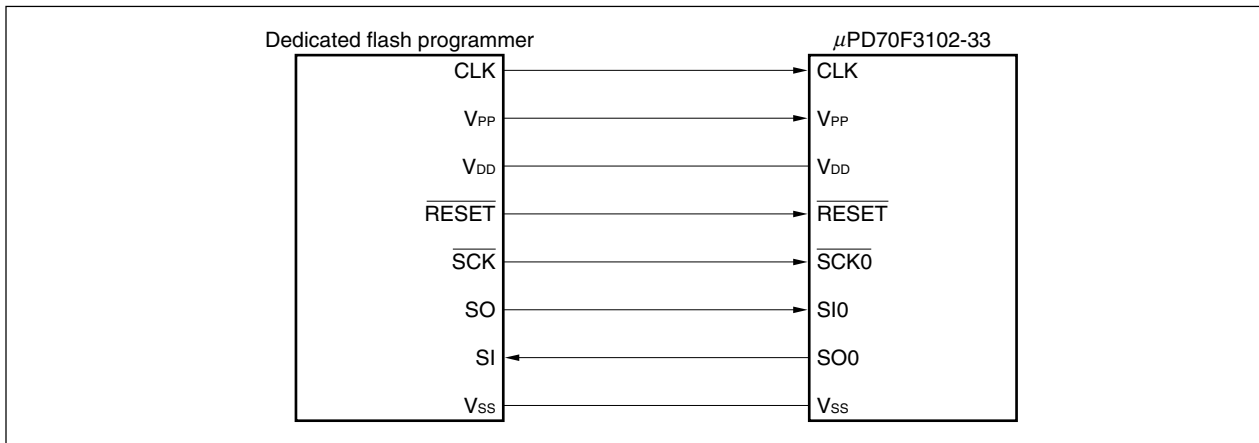 Dedicated flash programmer
μPD70F3102-33
CLK
CLK
VPP
VPP
VDD
VDD
RESET
RESET
SCK
SCK0
SO
SI0
SI
SO0
VSS
VSS